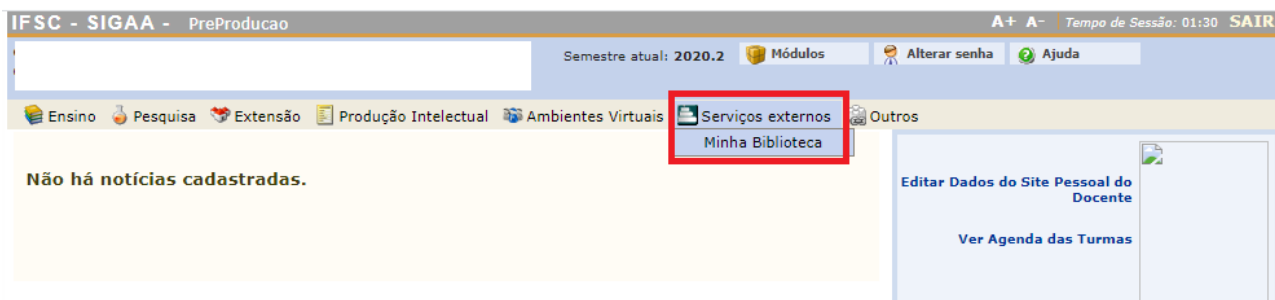 IFSC - SIGAA - PreProducao A+ A- Tempo de Sessão: 01:30 SAIR
Semestre atual: 2020.2 Módulos Alterar senha Ajuda
Ensino Pesquisa Extensão Produção Intelectual Ambientes Virtuais Serviços externos Outros
Minha Biblioteca
Não há notícias cadastradas.
Editar Dados do Site Pessoal do
Docente
Ver Agenda das Turmas